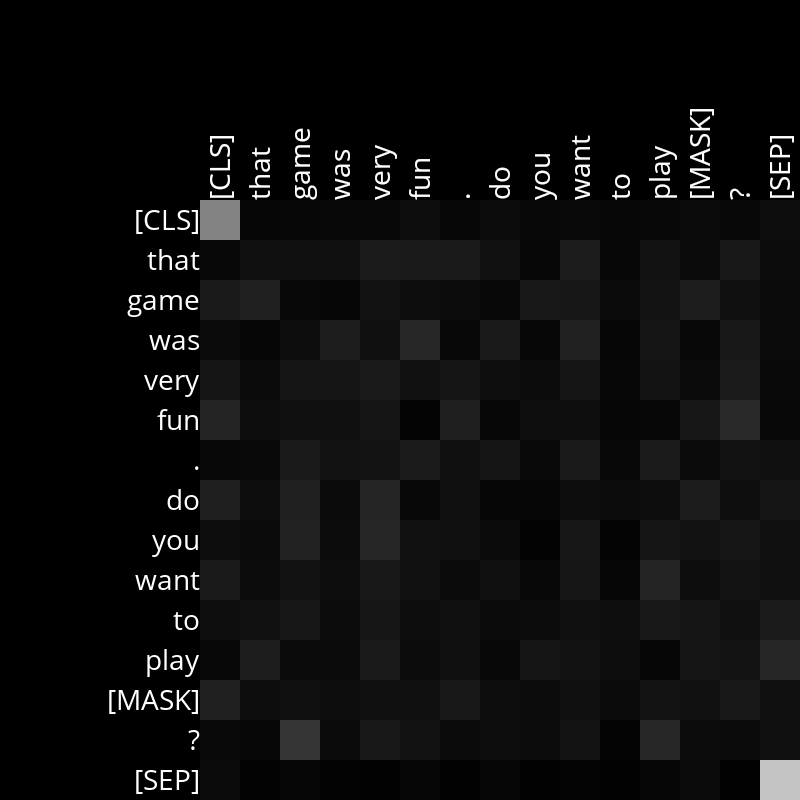 [CLS] that game was very fun . do you want to play [MASK] ? [SEP]
[CLS]
that
game
was
very
fun
.
do
you
want
to
play
[MASK]
?
[SEP]